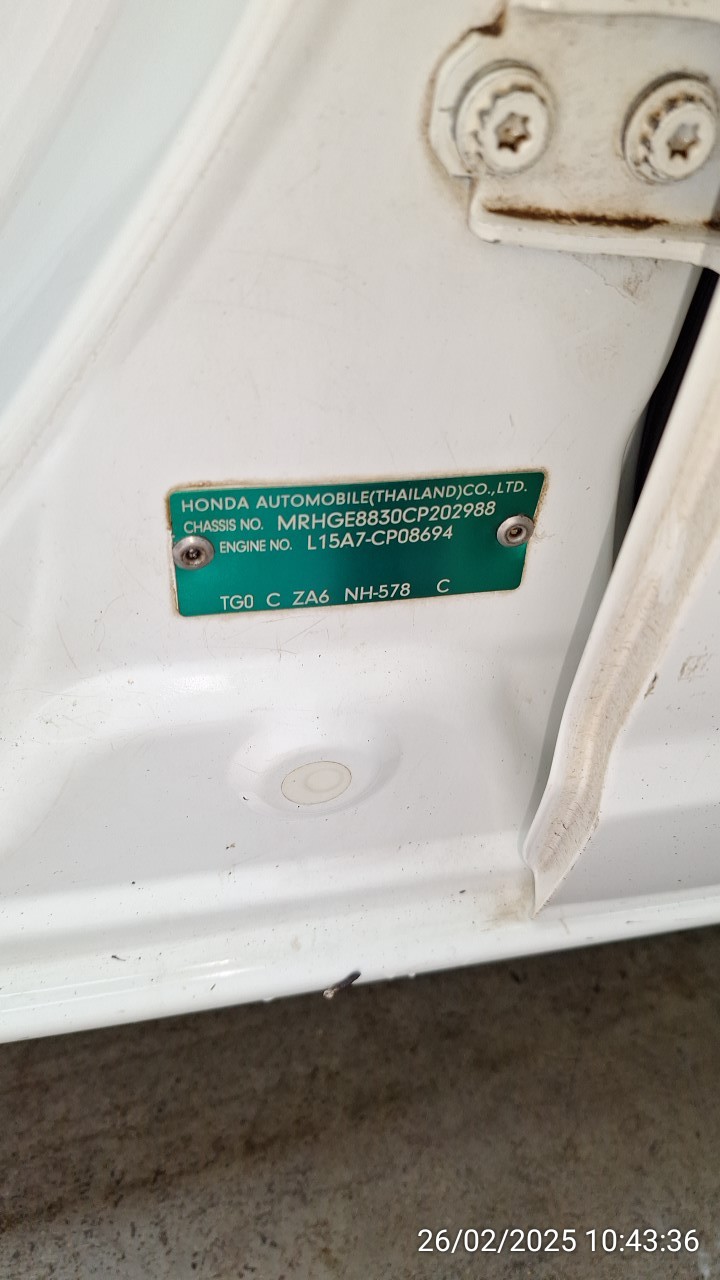 HONDA AUTOMOBILE(THAILAND)CO.,LTD.
CHASSIS NO. MRHGE8830CP202988
ENGINE NO. L15A7-CP08694
TG0 C ZA6 NH-578 C
26/02/2025 10:43:36